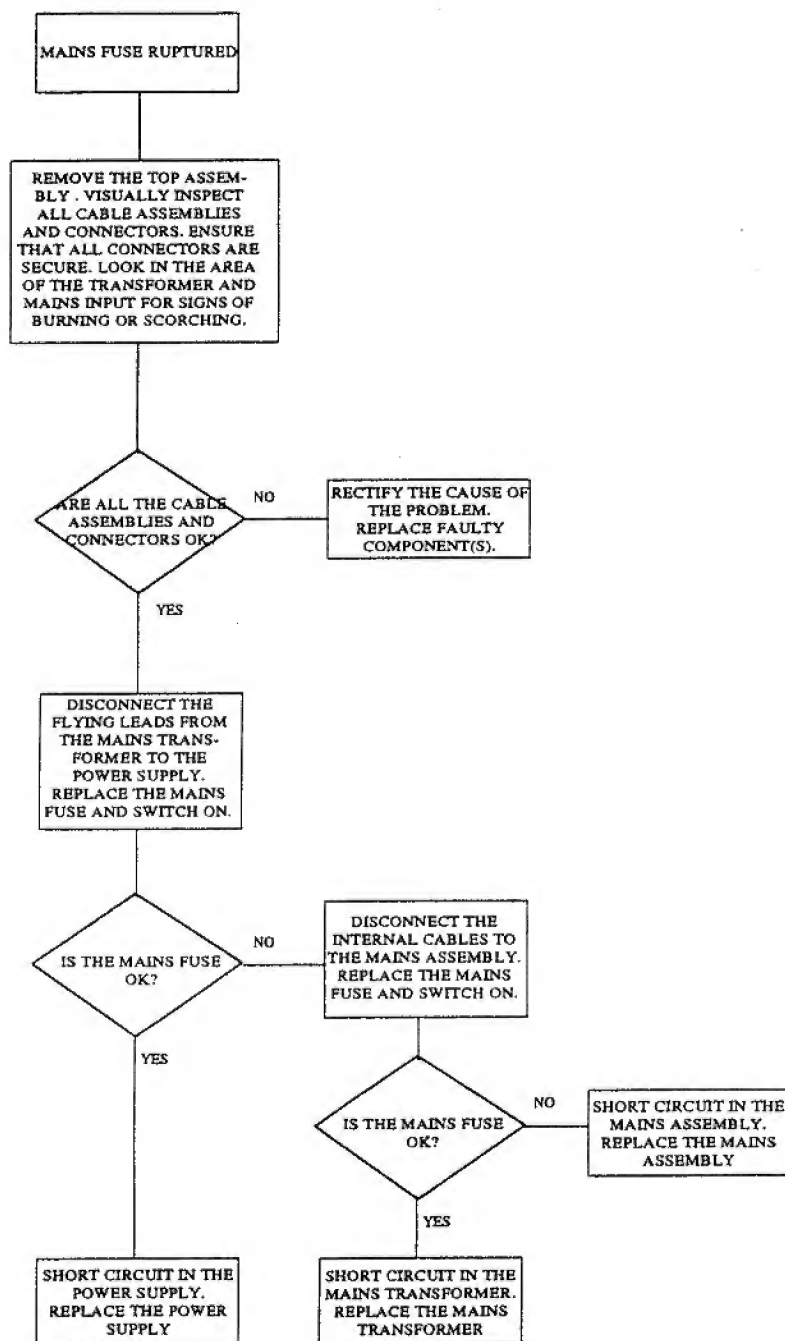 MAINS FUSE RUPTURED
REMOVE THE TOP ASSEM-
BLY . VISUALLY INSPECT
ALL CABLE ASSEMBLIES
AND CONNECTORS. ENSURE
THAT ALL CONNECTORS ARE
SECURE. LOOK IN THE AREA
OF THE TRANSFORMER AND
MAINS INPUT FOR SIGNS OF
BURNING OR SCORCHING.
ARE ALL THE CABLE
ASSEMBLIES AND
CONNECTORS OK?
NO
RECTIFY THE CAUSE OF
THE PROBLEM.
REPLACE FAULTY
COMPONENT(S).
YES
DISCONNECT THE
FLYING LEADS FROM
THE MAINS TRANS-
FORMER TO THE
POWER SUPPLY.
REPLACE THE MAINS
FUSE AND SWITCH ON.
IS THE MAINS FUSE
OK?
NO
DISCONNECT THE
INTERNAL CABLES TO
THE MAINS ASSEMBLY.
REPLACE THE MAINS
FUSE AND SWITCH ON.
YES
IS THE MAINS FUSE
OK?
NO
SHORT CIRCUIT IN THE
MAINS ASSEMBLY.
REPLACE THE MAINS
ASSEMBLY
YES
SHORT CIRCUIT IN THE
POWER SUPPLY.
REPLACE THE POWER
SUPPLY
SHORT CIRCUIT IN THE
MAINS TRANSFORMER.
REPLACE THE MAINS
TRANSFORMER